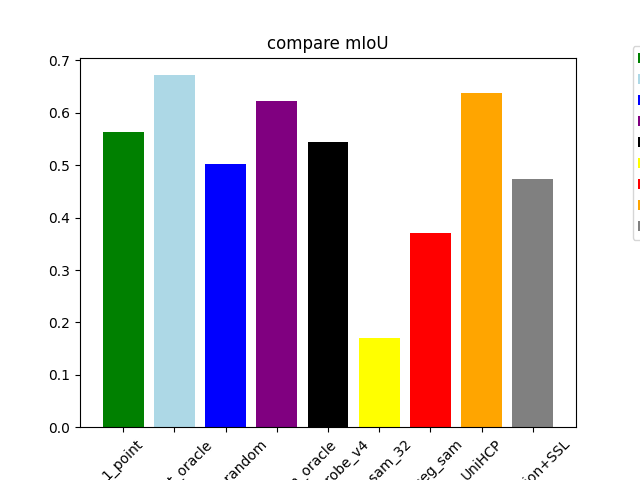 compare mIoU
0.7
0.6
0.5
0.4
0.3
0.2
0.1
0.0
1_point
t_oracle
random
_oracle
robe_v4
sam_32
eg_sam
UniHCP
ion+SSL